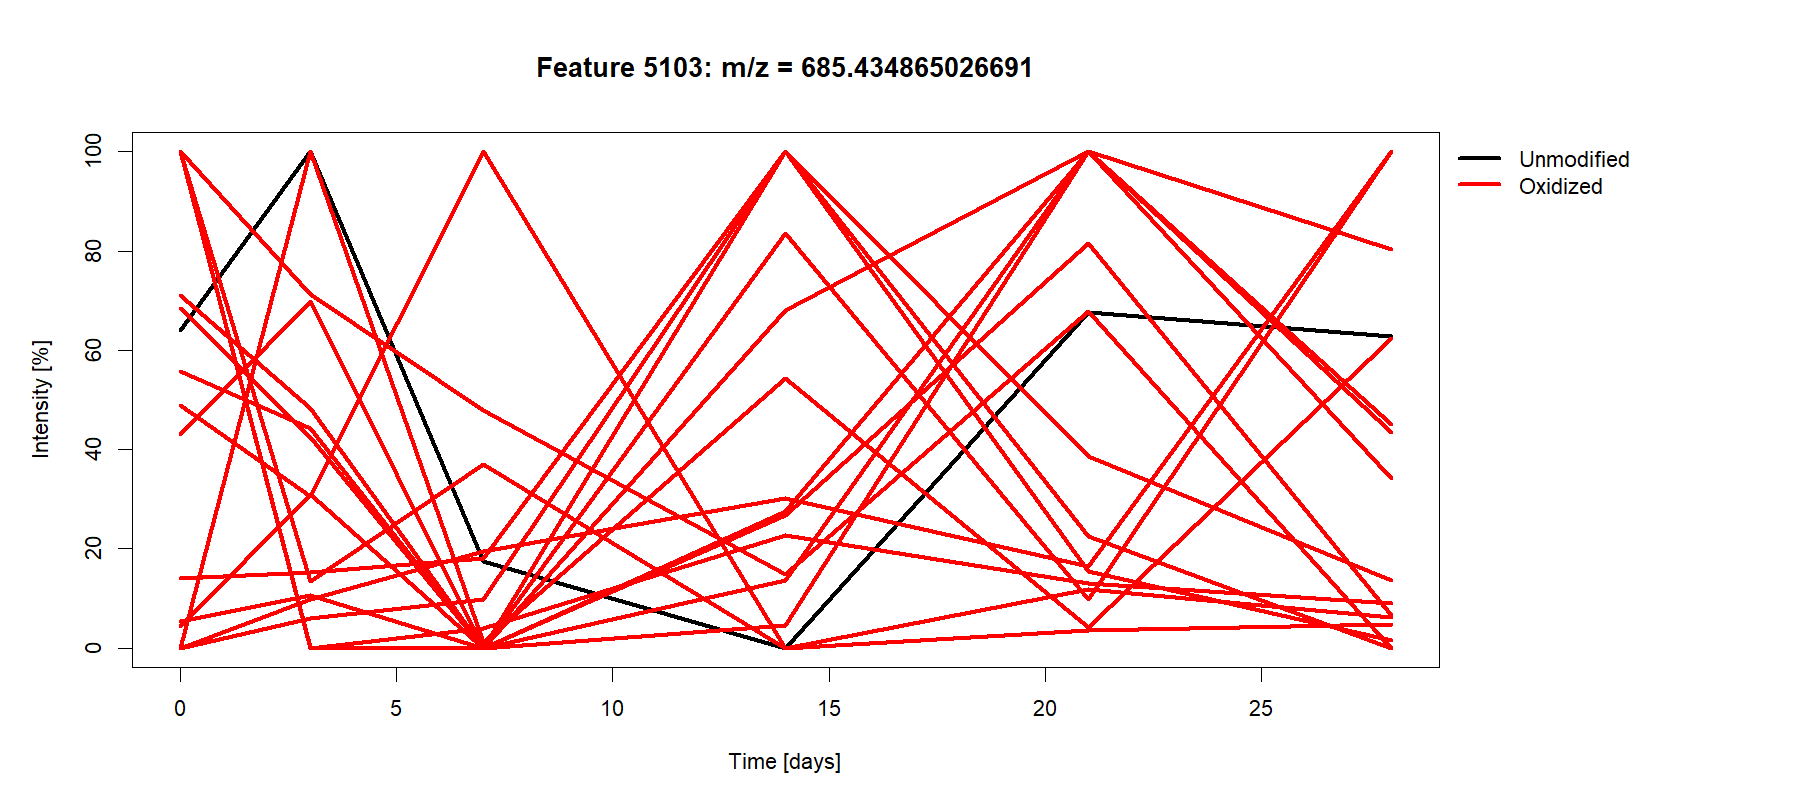 Feature 5103: m/z = 685.434865026691
Unmodified
Oxidized
Intensity [%]
100
80
60
40
20
0
0 5 10 15 20 25
Time [days]